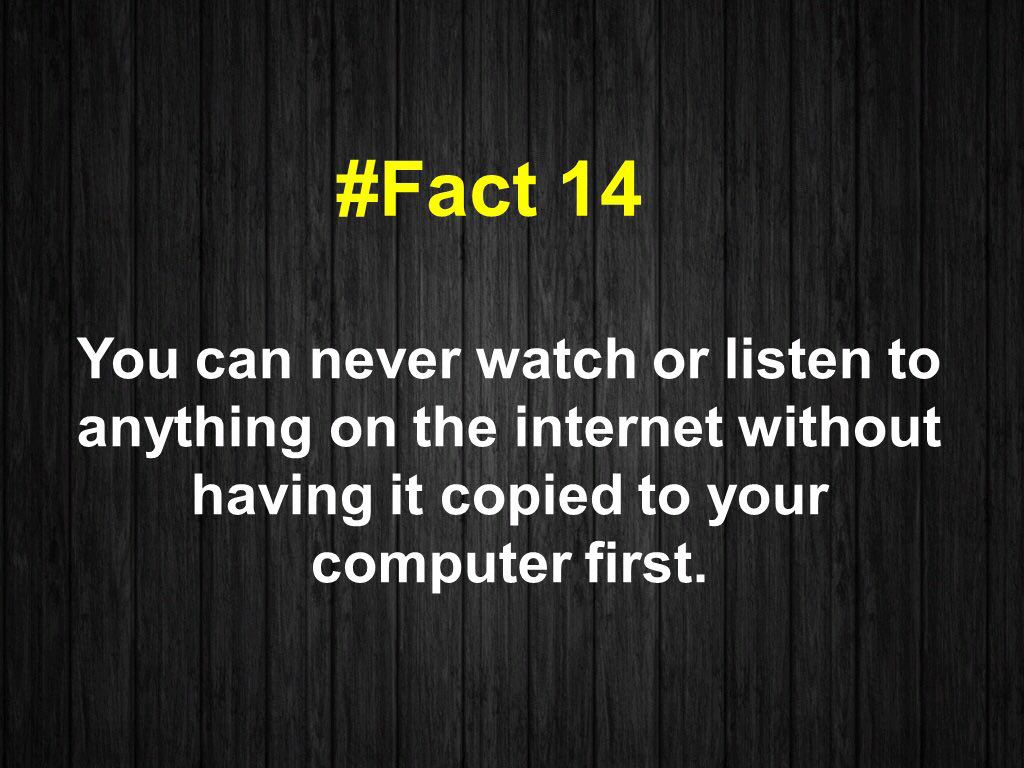 #Fact 14
You can never watch or listen to
anything on the internet without
having it copied to your
computer first.